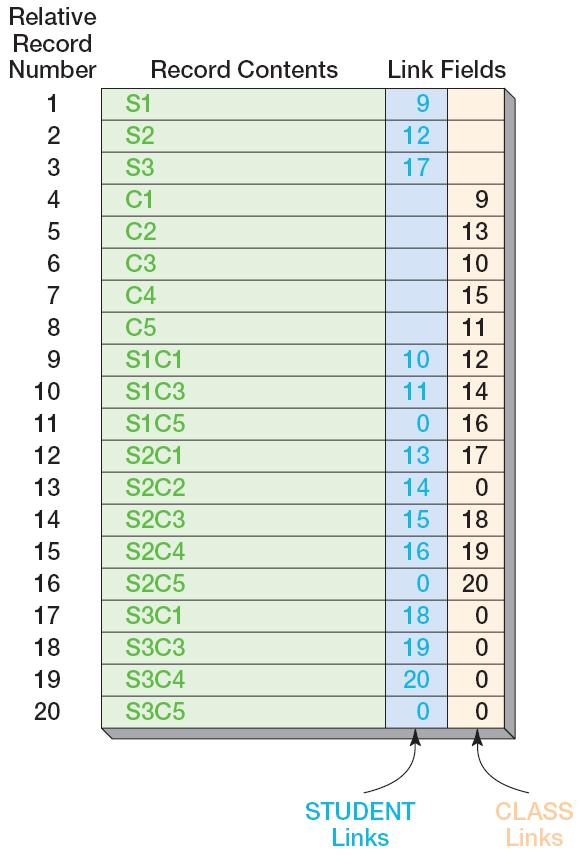 Relative
Record
Number Record Contents Link Fields
1 S1 9
2 S2 12
3 S3 17
4 C1 9
5 C2 13
6 C3 10
7 C4 15
8 C5 11
9 S1C1 10 12
10 S1C3 11 14
11 S1C5 0 16
12 S2C1 13 17
13 S2C2 14 0
14 S2C3 15 18
15 S2C4 16 19
16 S2C5 0 20
17 S3C1 18 0
18 S3C3 19 0
19 S3C4 20 0
20 S3C5 0 0
STUDENT CLASS
Links Links